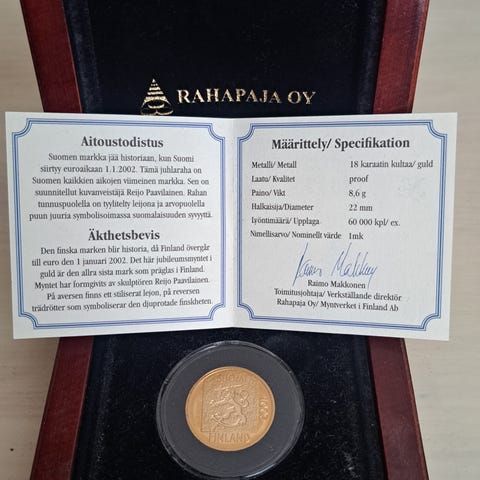 RAHAPAJA OY
Aitoustodistus
Suomen markka jää historiaan, kun Suomi
siirtyy euroaikaan 1.1.2002. Tämä juhlaraha on
Suomen kaikkien aikojen viimeinen markka. Sen on
suunnitellut kuvanveistäjä Reijo Paavilainen. Rahan
tunnuspuolella on tyylitelty leijona ja arvopuolella
puun juuria symbolisoimassa suomalaisuuden syvyyttä.
Äkthetsbevis
Den finska marken blir historia, då Finland övergår
till euro den 1 januari 2002. Det här jubileumsmyntet i
guld är den allra sista mark som präglas i Finland.
Myntet har formgivits av skulptören Reijo Paavilainen.
På aversen finns ett stiliserat lejon, på reversen
trädrötter som symboliserar den djuprotade finskheten.
Määrittely/ Specifikation
Metalli/ Metall 18 karaatin kultaa/ guld
Laatu/ Kvalitet proof
Paino/ Vikt 8,6 g
Halkaisija/Diameter 22 mm
Lyöntimäärä/ Upplaga 60 000 kpl/ ex.
Nimellisarvo/ Nominellt värde 1mk
Raimo Makkonen
Raimo Makkonen
Toimitusjohtaja/ Verkställande direktör
Rahapaja Oy/ Myntverket i Finland Ab
SUOMI
FINLAND